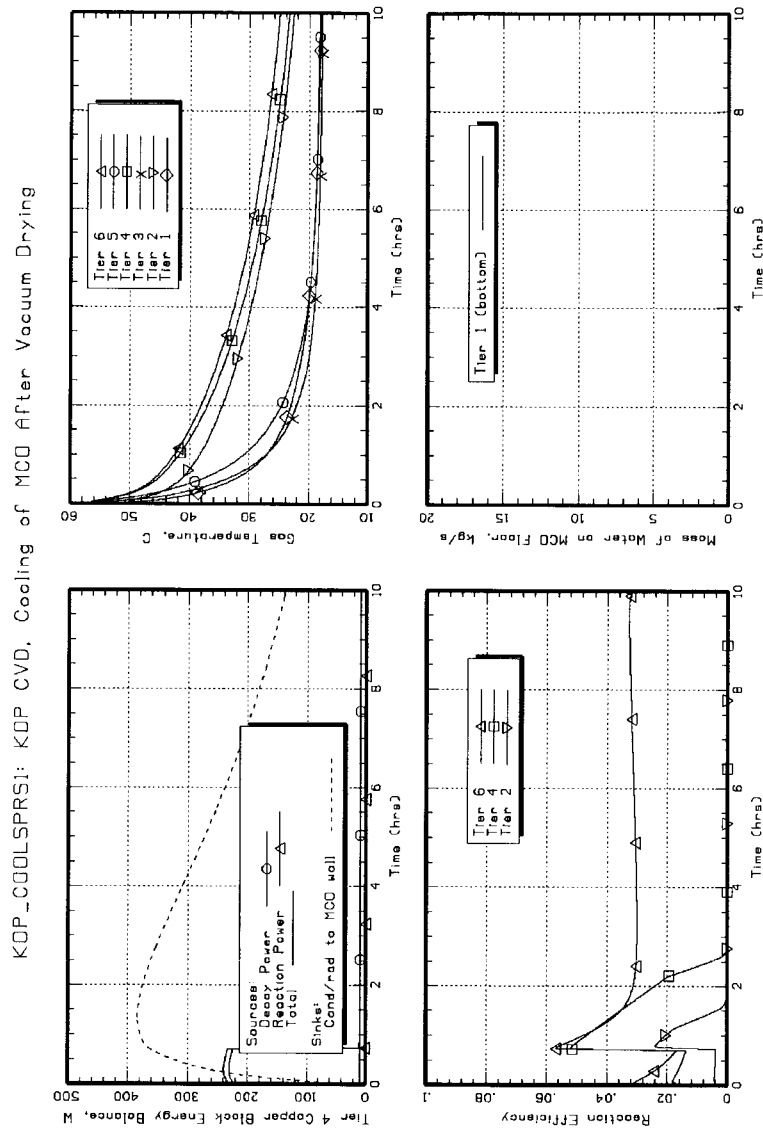 KOP_COOLSPRS1: KOP CVD, Cooling of MCO After Vacuum Drying
Tier 4 Copper Block Energy Balance, W
500
400
300
200
100
0
Sources:
Decay Power
Reaction Power
Total
Sinks:
Cond/rad to MCO wall
0
2
4
6
8
10
Time (hrs)
Gas Temperature, C
60
50
40
30
20
10
Tier 6
Tier 5
Tier 4
Tier 3
Tier 2
Tier 1
0
2
4
6
8
10
Time (hrs)
Reaction Efficiency
.1
.08
.06
.04
.02
0
Tier 6
Tier 4
Tier 2
0
2
4
6
8
10
Time (hrs)
Mass of Water on MCO Floor, kg/s
20
15
10
5
0
Tier 1 (bottom)
0
2
4
6
8
10
Time (hrs)